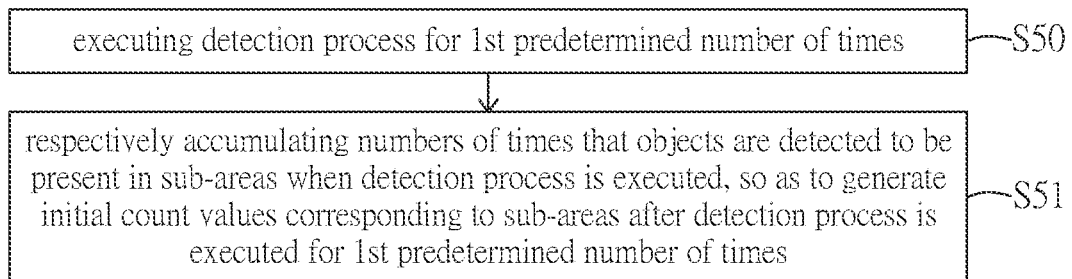 executing detection process for 1st predetermined number of times
S50
respectively accumulating numbers of times that objects are detected to be
present in sub-areas when detection process is executed, so as to generate
initial count values corresponding to sub-areas after detection process is
executed for 1st predetermined number of times
S51